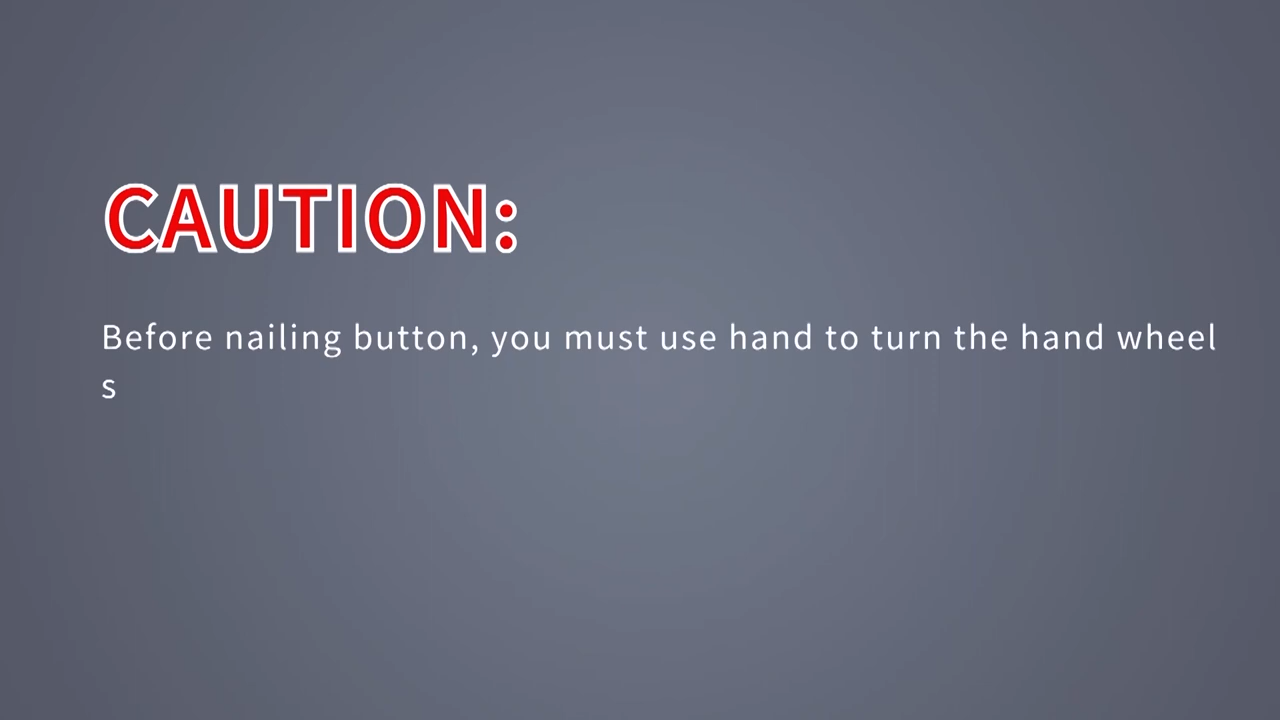 CAUTION:
Before nailing button, you must use hand to turn the hand wheel
s